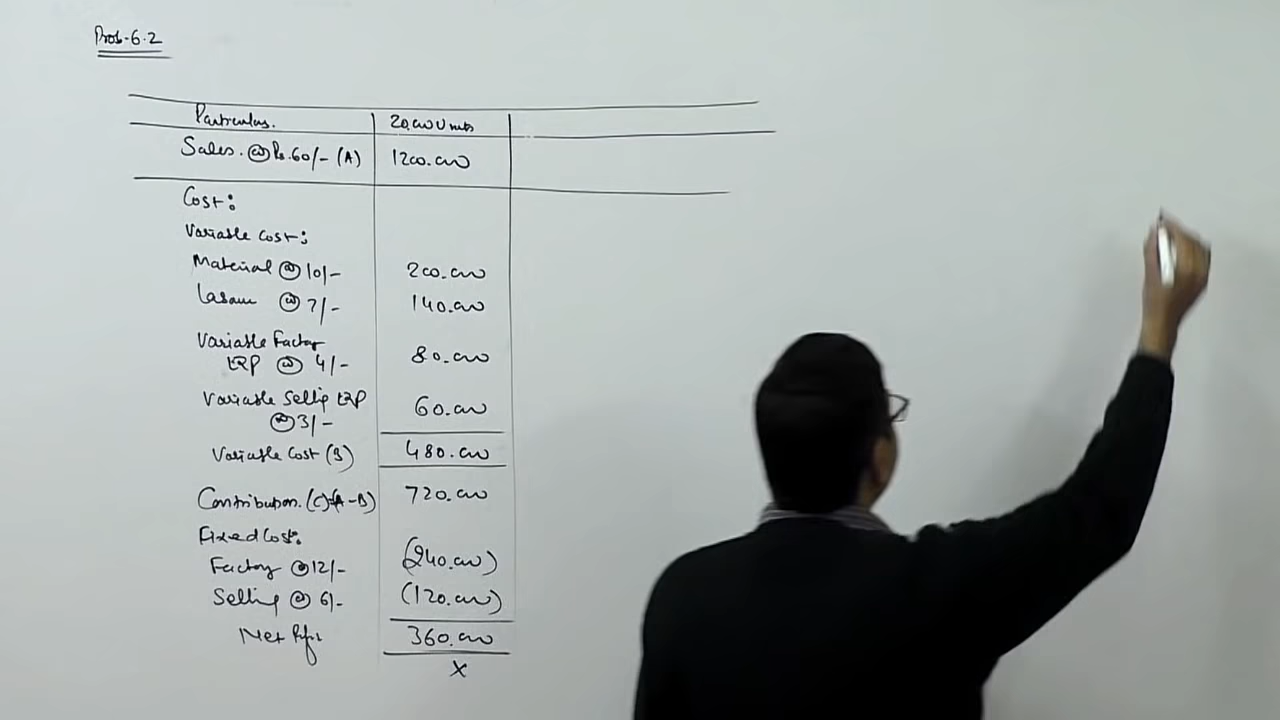 Prob-6.2
Particulars. 20,000 Units
Sales. @ Rs.60/- (A) 1200.000
Cost:
Variable Cost:
Material @ 10/- 200.000
Labour @ 7/- 140.000
Variable Factory
EXP @ 4/- 80.000
Variable Selling EXP 60.000
@ 3/-
Variable Cost (B) 480.000
Contribution. (C)=(A-B) 720.000
Fixed Cost:
Factory @ 12/- (240.000)
Selling @ 6/- (120.000)
Net Profit 360.000
X